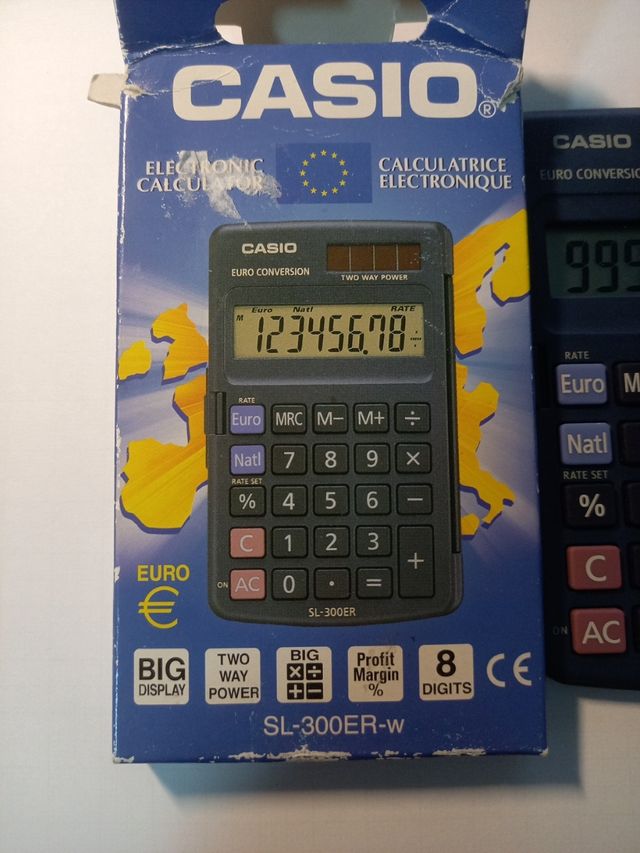 CASIO®
ELECTRONIC
CALCULATOR
CALCULATRICE
ELECTRONIQUE
CASIO
EURO CONVERSION
TWO WAY POWER
M Euro Natl RATE
123456.78
RATE
Euro MRC M− M+ ÷
Natl 7 8 9 ×
RATE SET
% 4 5 6 −
C 1 2 3 +
ON AC 0 · =
SL-300ER
EURO
€
BIG
DISPLAY
TWO
WAY
POWER
BIG
×÷
+−
Profit
Margin
%
8
DIGITS
CE
SL-300ER-w
CASIO
EURO CONVERSIO
999
RATE
Euro M
Natl
RATE SET
%
C
ON AC